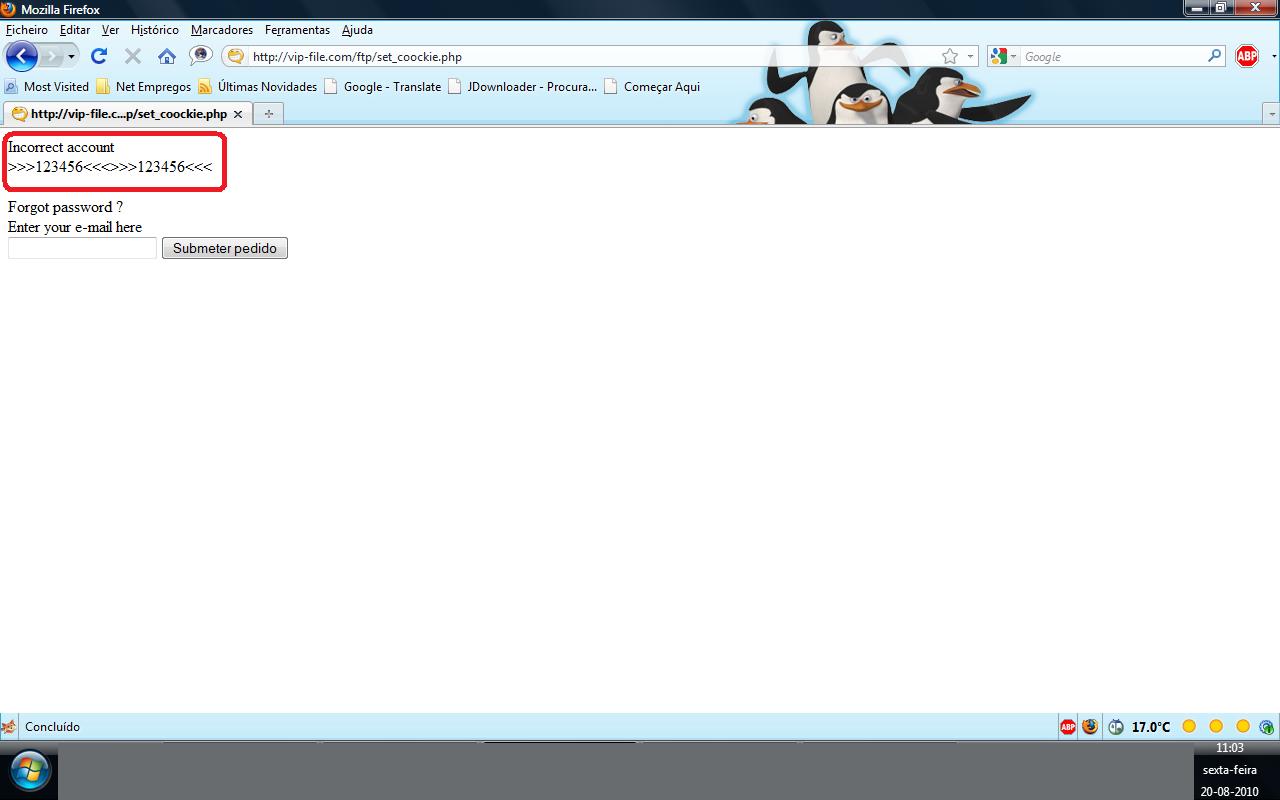 Mozilla Firefox
Ficheiro Editar Ver Histórico Marcadores Ferramentas Ajuda
http://vip-file.com/ftp/set_coockie.php Google ABP
Most Visited Net Empregos Últimas Novidades Google - Translate JDownloader - Procura... Começar Aqui
http://vip-file.c...p/set_coockie.php
Incorrect account
>>>123456<<<>>>123456<<<
Forgot password ?
Enter your e-mail here
Submeter pedido
Concluído ABP 17.0°C
11:03
sexta-feira
20-08-2010